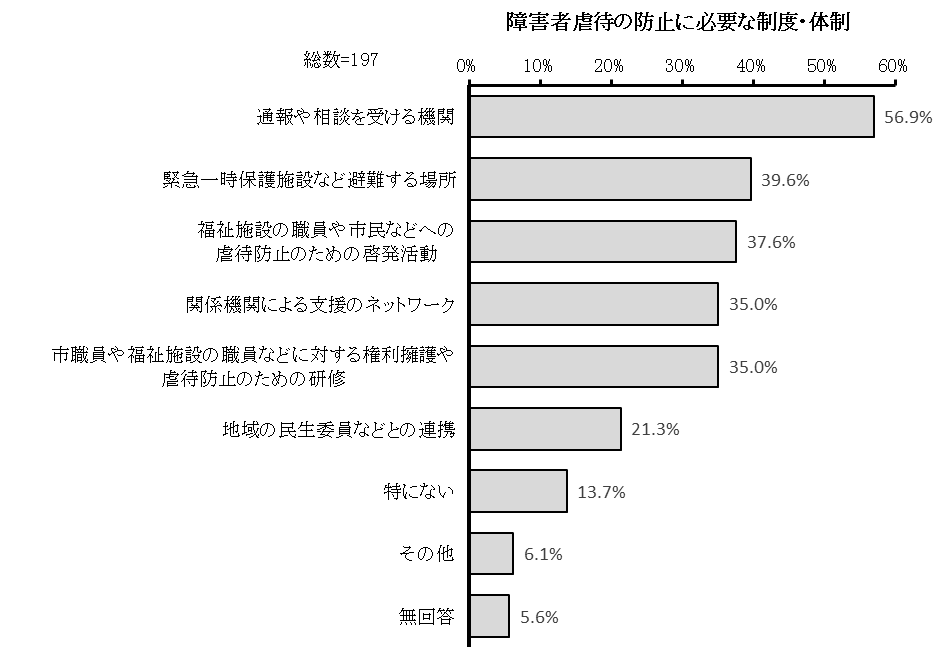 障害者虐待の防止に必要な制度・体制
総数=197
0% 10% 20% 30% 40% 50% 60%
通報や相談を受ける機関 56.9%
緊急一時保護施設など避難する場所 39.6%
福祉施設の職員や市民などへの
虐待防止のための啓発活動 37.6%
関係機関による支援のネットワーク 35.0%
市職員や福祉施設の職員などに対する権利擁護や
虐待防止のための研修 35.0%
地域の民生委員などとの連携 21.3%
特にない 13.7%
その他 6.1%
無回答 5.6%